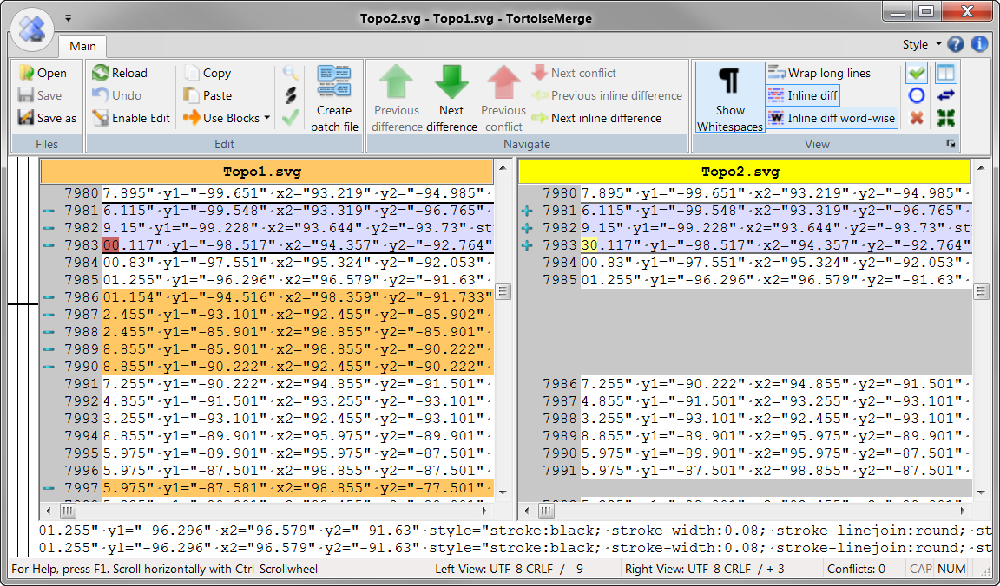 Topo2.svg - Topo1.svg - TortoiseMerge
Main
Style
Open
Save
Save as
Files
Reload
Undo
Enable Edit
Copy
Paste
Use Blocks
Edit
Create
patch file
Previous
difference
Next
difference
Previous
conflict
Next conflict
Previous inline difference
Next inline difference
Navigate
Show
Whitespaces
Wrap long lines
Inline diff
Inline diff word-wise
View
Topo1.svg
7980 7.895"·y1="-99.651"·x2="93.219"·y2="-94.985"·
7981 6.115"·y1="-99.548"·x2="93.319"·y2="-96.765"
7982 9.15"·y1="-99.228"·x2="93.644"·y2="-93.73"·st
7983 00.117"·y1="-98.517"·x2="94.357"·y2="-92.764"
7984 00.83"·y1="-97.551"·x2="95.324"·y2="-92.053"·
7985 01.255"·y1="-96.296"·x2="96.579"·y2="-91.63"·
7986 01.154"·y1="-94.516"·x2="98.359"·y2="-91.733"
7987 2.455"·y1="-93.101"·x2="92.455"·y2="-85.902"·
7988 2.455"·y1="-85.901"·x2="98.855"·y2="-85.901"·
7989 8.855"·y1="-85.901"·x2="98.855"·y2="-90.222"·
7990 8.855"·y1="-90.222"·x2="92.455"·y2="-90.222"·
7991 7.255"·y1="-90.222"·x2="94.855"·y2="-91.501"·
7992 4.855"·y1="-91.501"·x2="93.255"·y2="-93.101"·
7993 3.255"·y1="-93.101"·x2="92.455"·y2="-93.101"·
7994 8.855"·y1="-89.901"·x2="95.975"·y2="-89.901"·
7995 5.975"·y1="-89.901"·x2="95.975"·y2="-87.501"·
7996 5.975"·y1="-87.501"·x2="98.855"·y2="-87.501"·
7997 5.975"·y1="-87.581"·x2="98.855"·y2="-77.501"·
Topo2.svg
7980 7.895"·y1="-99.651"·x2="93.219"·y2="-94.985"·
7981 6.115"·y1="-99.548"·x2="93.319"·y2="-96.765"
7982 9.15"·y1="-99.228"·x2="93.644"·y2="-93.73"·st
7983 30.117"·y1="-98.517"·x2="94.357"·y2="-92.764"
7984 00.83"·y1="-97.551"·x2="95.324"·y2="-92.053"·
7985 01.255"·y1="-96.296"·x2="96.579"·y2="-91.63"·
7986 7.255"·y1="-90.222"·x2="94.855"·y2="-91.501"·
7987 4.855"·y1="-91.501"·x2="93.255"·y2="-93.101"·
7988 3.255"·y1="-93.101"·x2="92.455"·y2="-93.101"·
7989 8.855"·y1="-89.901"·x2="95.975"·y2="-89.901"·
7990 5.975"·y1="-89.901"·x2="95.975"·y2="-87.501"·
7991 5.975"·y1="-87.501"·x2="98.855"·y2="-87.501"·
01.255"·y1="-96.296"·x2="96.579"·y2="-91.63"·style="stroke:black;·stroke-width:0.08;·stroke-linejoin:round;·st
01.255"·y1="-96.296"·x2="96.579"·y2="-91.63"·style="stroke:black;·stroke-width:0.08;·stroke-linejoin:round;·st
For Help, press F1. Scroll horizontally with Ctrl-Scrollwheel
Left View: UTF-8 CRLF / - 9
Right View: UTF-8 CRLF / + 3
Conflicts: 0
CAP
NUM